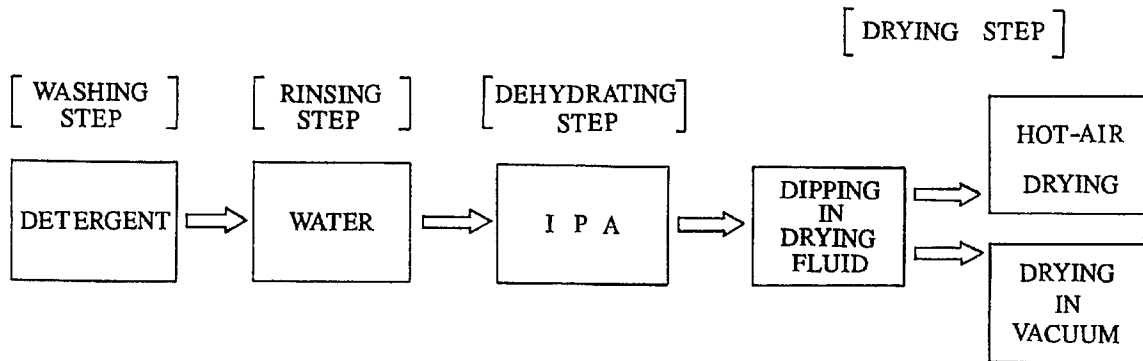 [ DRYING STEP ]
[ WASHING
STEP ]
[ RINSING
STEP ]
[ DEHYDRATING
STEP ]
DETERGENT
WATER
I P A
DIPPING
IN
DRYING
FLUID
HOT-AIR
DRYING
DRYING
IN
VACUUM